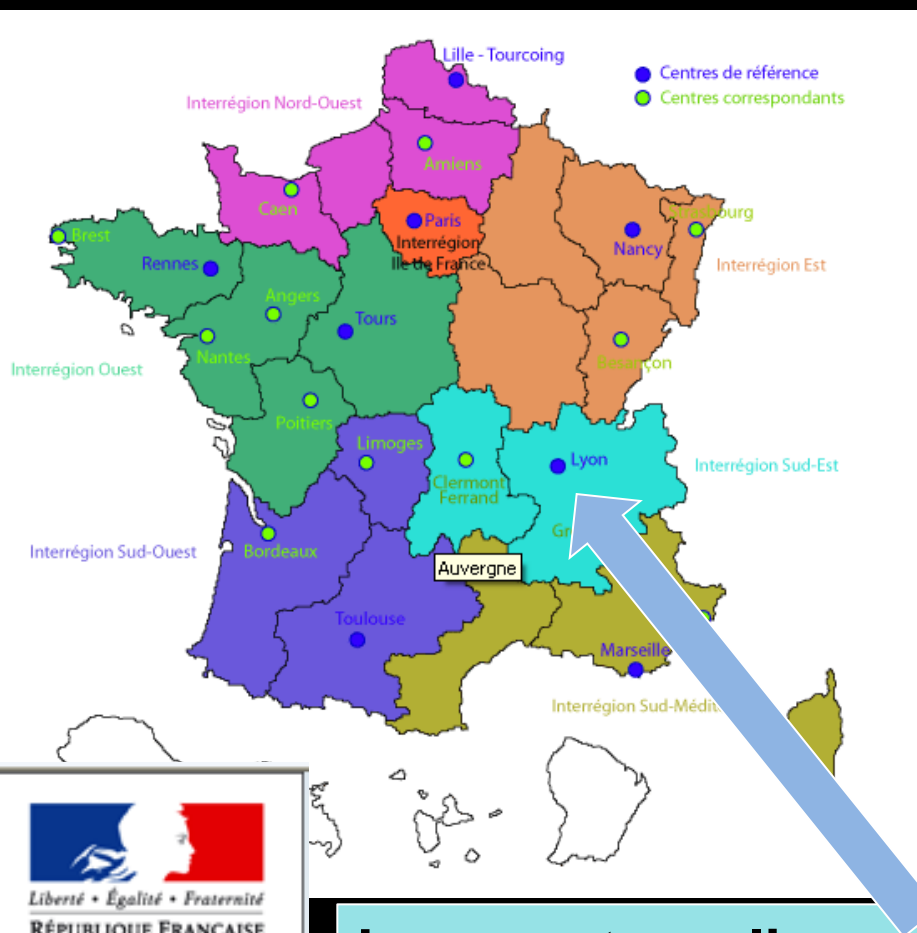 Lille - Tourcoing
Centres de référence
Centres correspondants
Interrégion Nord-Ouest
Amiens
Caen
Paris
Interrégion
Ile de France
Nancy
Interrégion Est
Brest
Rennes
Angers
Tours
Nantes
Interrégion Ouest
Poitiers
Limoges
Lyon
Interrégion Sud-Est
Clermont
Ferrand
Bordeaux
Interrégion Sud-Ouest
Auvergne
Toulouse
Marseille
Interrégion
Liberté • Égalité • Fraternité
RÉPUBLIQUE FRANÇAISE